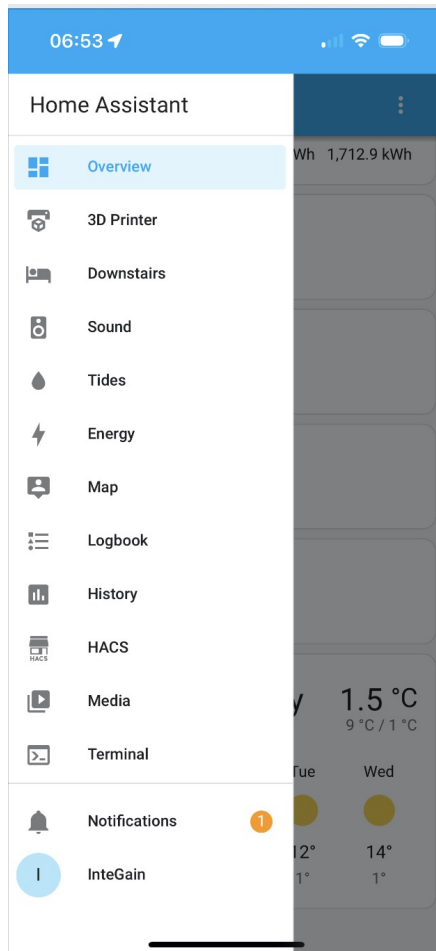 06:53
Home Assistant
Overview
Wh 1,712.9 kWh
3D Printer
Downstairs
Sound
Tides
Energy
Map
Logbook
History
HACS
HACS
Media
y 1.5 °C
9 °C / 1 °C
Terminal
Tue Wed
Notifications 1
12° 14°
I InteGain
1° 1°